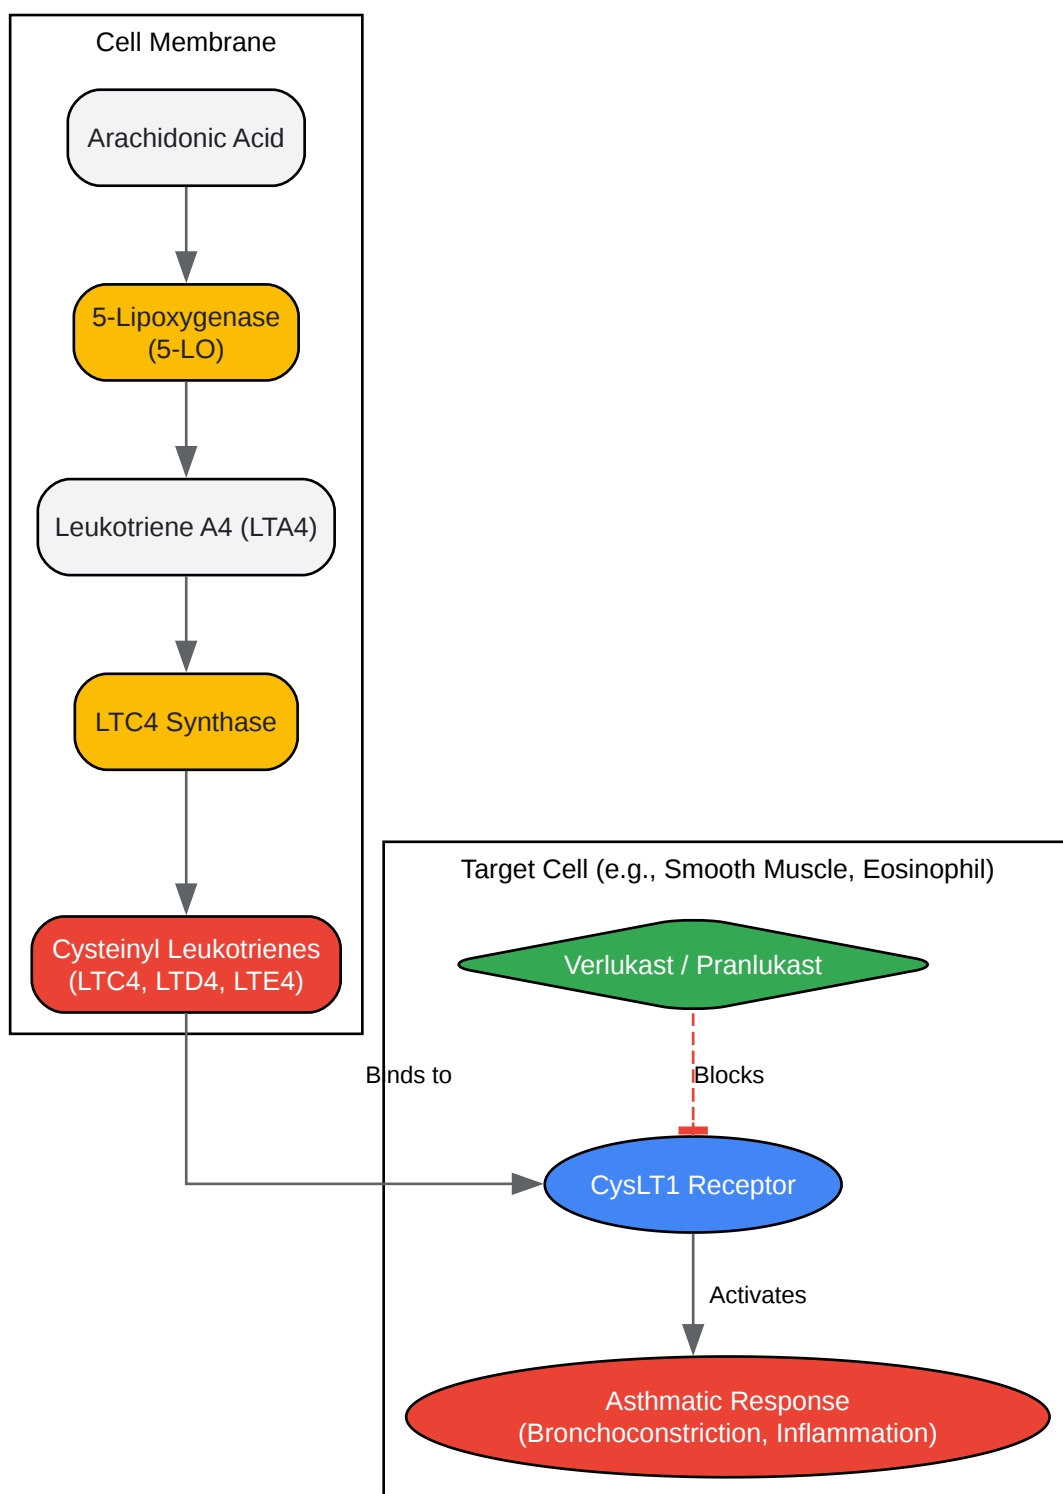 Cell Membrane
Arachidonic Acid
5-Lipoxygenase
(5-LO)
Leukotriene A4 (LTA4)
LTC4 Synthase
Cysteinyl Leukotrienes
(LTC4, LTD4, LTE4)
Target Cell (e.g., Smooth Muscle, Eosinophil)
Verlukast / Pranlukast
Binds to
Blocks
CysLT1 Receptor
Activates
Asthmatic Response
(Bronchoconstriction, Inflammation)